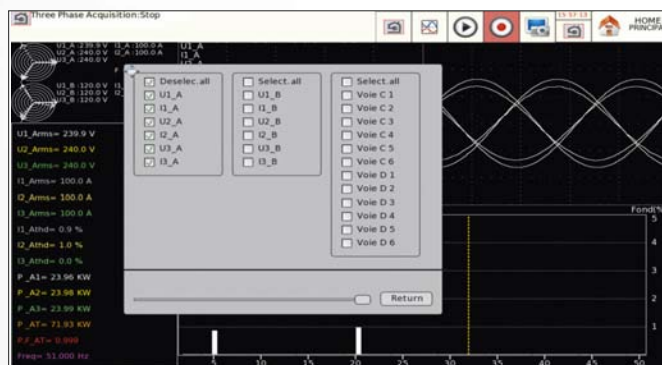 Three Phase Acquisition:Stop
15:57:13
HOME
PRINCIPA
U1_A :239.9 V I1_A :100.0 A
U2_A :240.0 V I2_A :100.0 A
U3_A :240.0 V
U1_A
U1_B :120.0 V
U2_B :120.0 V
U3_B :120.0 V
Deselec.all
U1_A
I1_A
U2_A
I2_A
U3_A
I3_A
Select.all
U1_B
I1_B
U2_B
I2_B
U3_B
I3_B
Select.all
Voie C 1
Voie C 2
Voie C 3
Voie C 4
Voie C 5
Voie C 6
Voie D 1
Voie D 2
Voie D 3
Voie D 4
Voie D 5
Voie D 6
Return
U1_Arms= 239.9 V
U2_Arms= 240.0 V
U3_Arms= 240.0 V
I1_Arms= 100.0 A
I2_Arms= 100.0 A
I3_Arms= 100.0 A
I1_Athd= 0.9 %
I2_Athd= 1.0 %
I3_Athd= 0.0 %
P _A1= 23.96 KW
P _A2= 23.98 KW
P _A3= 23.99 KW
P _AT= 71.93 KW
P.F_AT= 0.999
Freq= 51.000 Hz
Fond(%
5
4
3
2
1
5 10 15 20 25 30 35 40 45 50